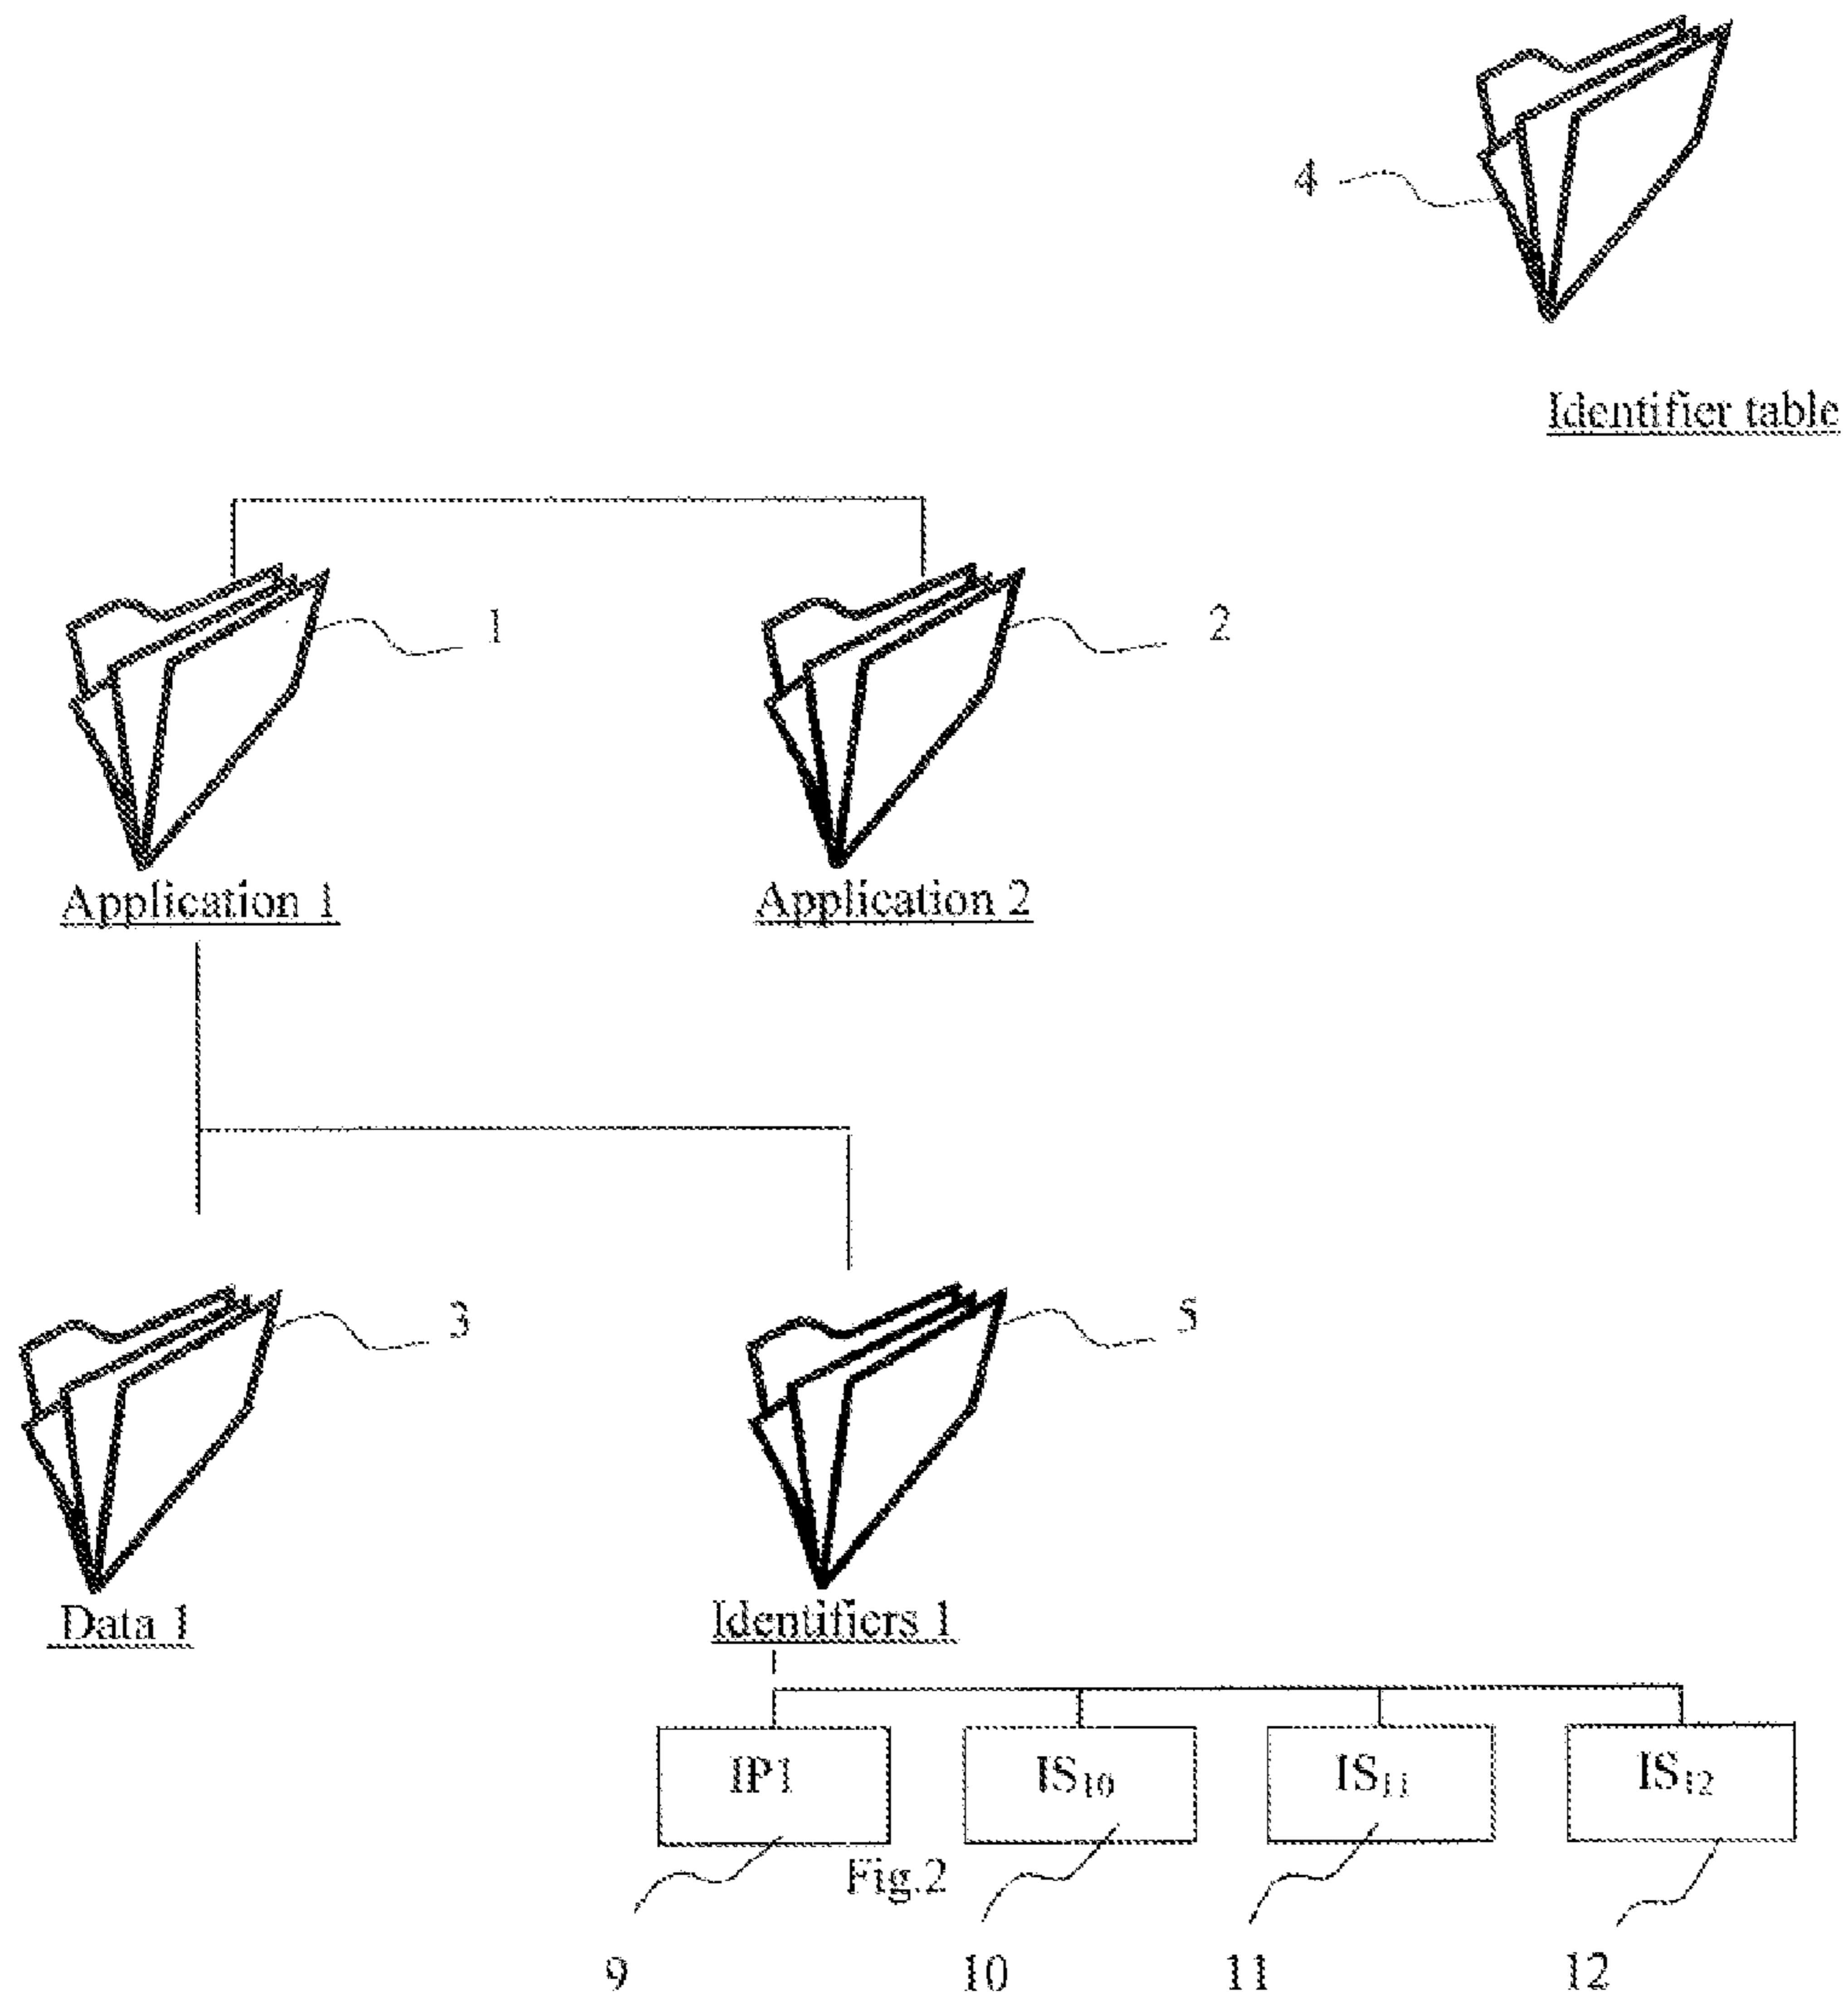 4
Identifier table
1
2
Application 1
Application 2
3
5
Data 1
Identifiers 1
IP1
IS₁₀
IS₁₁
IS₁₂
Fig.2
9
10
11
12